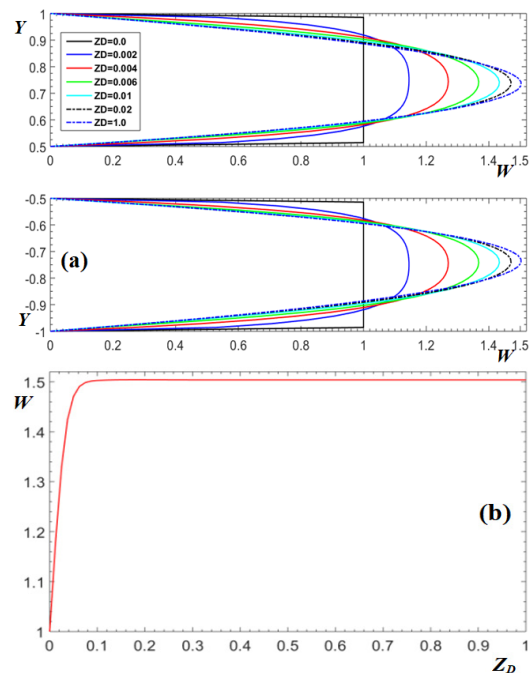 Y
1
0.9
0.8
0.7
0.6
0.5
ZD=0.0
ZD=0.002
ZD=0.004
ZD=0.006
ZD=0.01
ZD=0.02
ZD=1.0
0 0.2 0.4 0.6 0.8 1 1.2 1.4 1.5
W
-0.5
-0.6
-0.7
-0.8
-0.9
-1
Y
(a)
0 0.2 0.4 0.6 0.8 1 1.2 1.4 1.5
W
W
1.5
1.4
1.3
1.2
1.1
1
(b)
0 0.1 0.2 0.3 0.4 0.5 0.6 0.7 0.8 0.9 1
Z_D